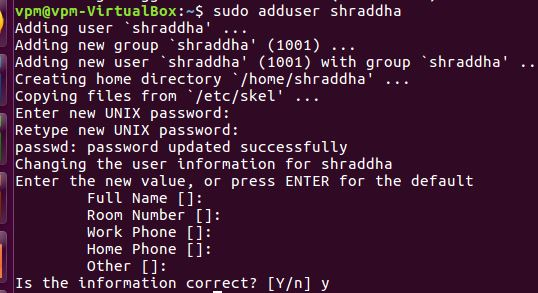 vpm@vpm-VirtualBox:~$ sudo adduser shraddha
Adding user `shraddha' ...
Adding new group `shraddha' (1001) ...
Adding new user `shraddha' (1001) with group `shraddha' ..
Creating home directory `/home/shraddha' ...
Copying files from `/etc/skel' ...
Enter new UNIX password:
Retype new UNIX password:
passwd: password updated successfully
Changing the user information for shraddha
Enter the new value, or press ENTER for the default
Full Name []:
Room Number []:
Work Phone []:
Home Phone []:
Other []:
Is the information correct? [Y/n] y